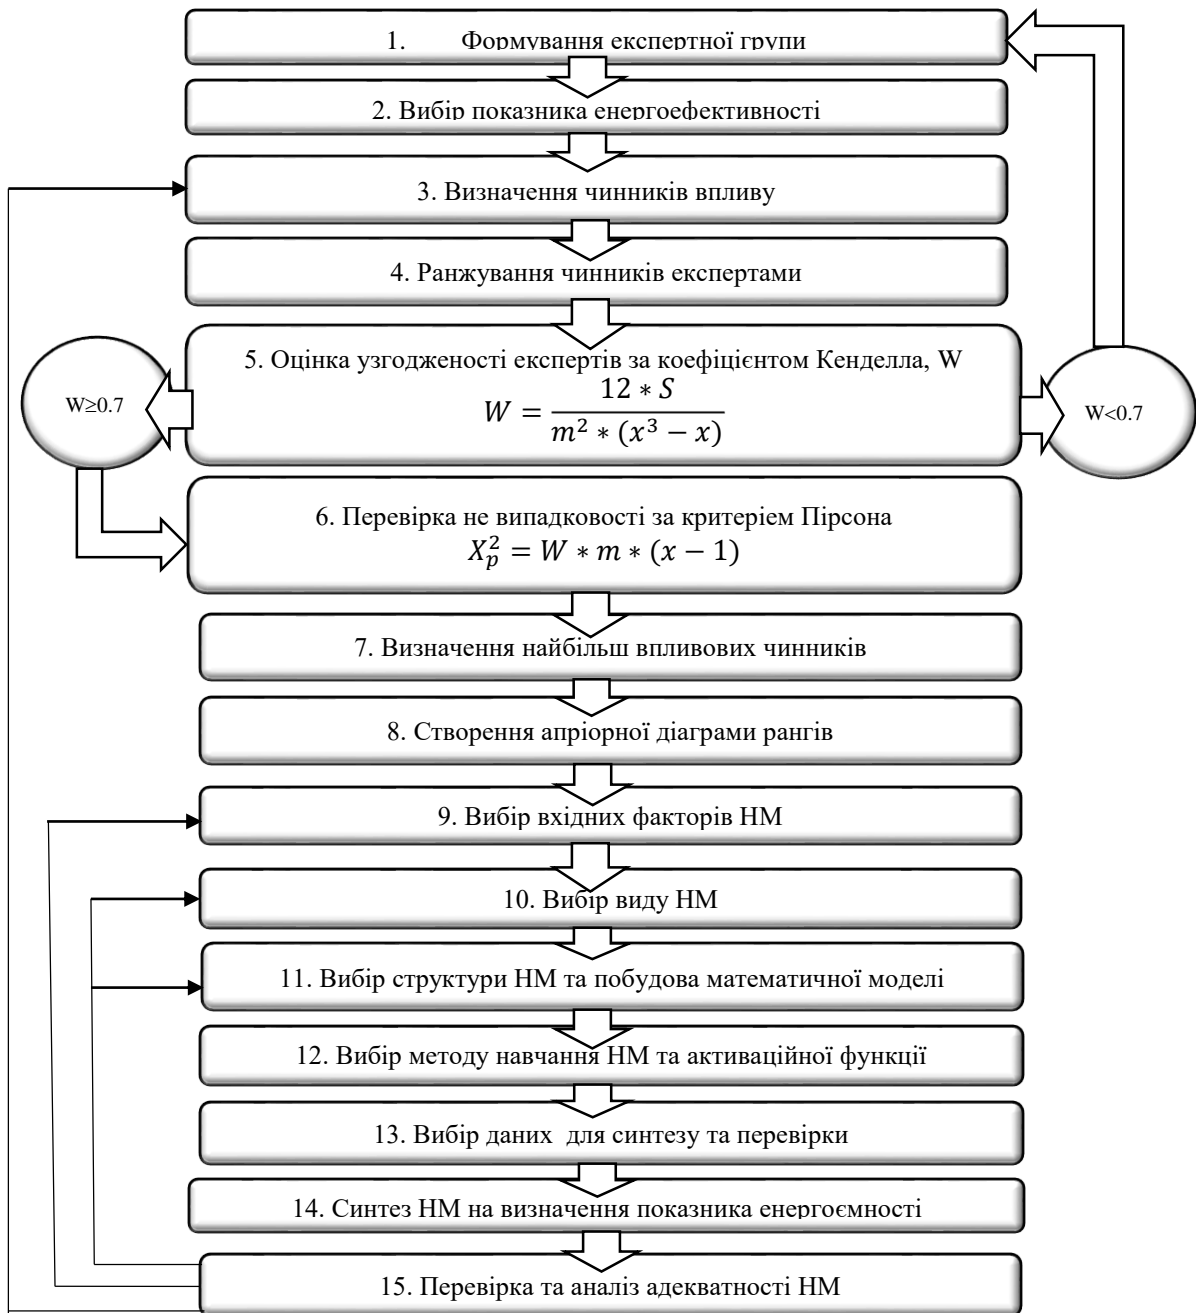 1. Формування експертної групи
2. Вибір показника енергоефективності
3. Визначення чинників впливу
4. Ранжування чинників експертами
5. Оцінка узгодженості експертів за коефіцієнтом Кенделла, W
W = 12 * S / m² * (x³ − x)
W≥0.7
W<0.7
6. Перевірка не випадковості за критерієм Пірсона
X²ₚ = W * m * (x − 1)
7. Визначення найбільш впливових чинників
8. Створення апріорної діаграми рангів
9. Вибір вхідних факторів НМ
10. Вибір виду НМ
11. Вибір структури НМ та побудова математичної моделі
12. Вибір методу навчання НМ та активаційної функції
13. Вибір даних для синтезу та перевірки
14. Синтез НМ на визначення показника енергоємності
15. Перевірка та аналіз адекватності НМ